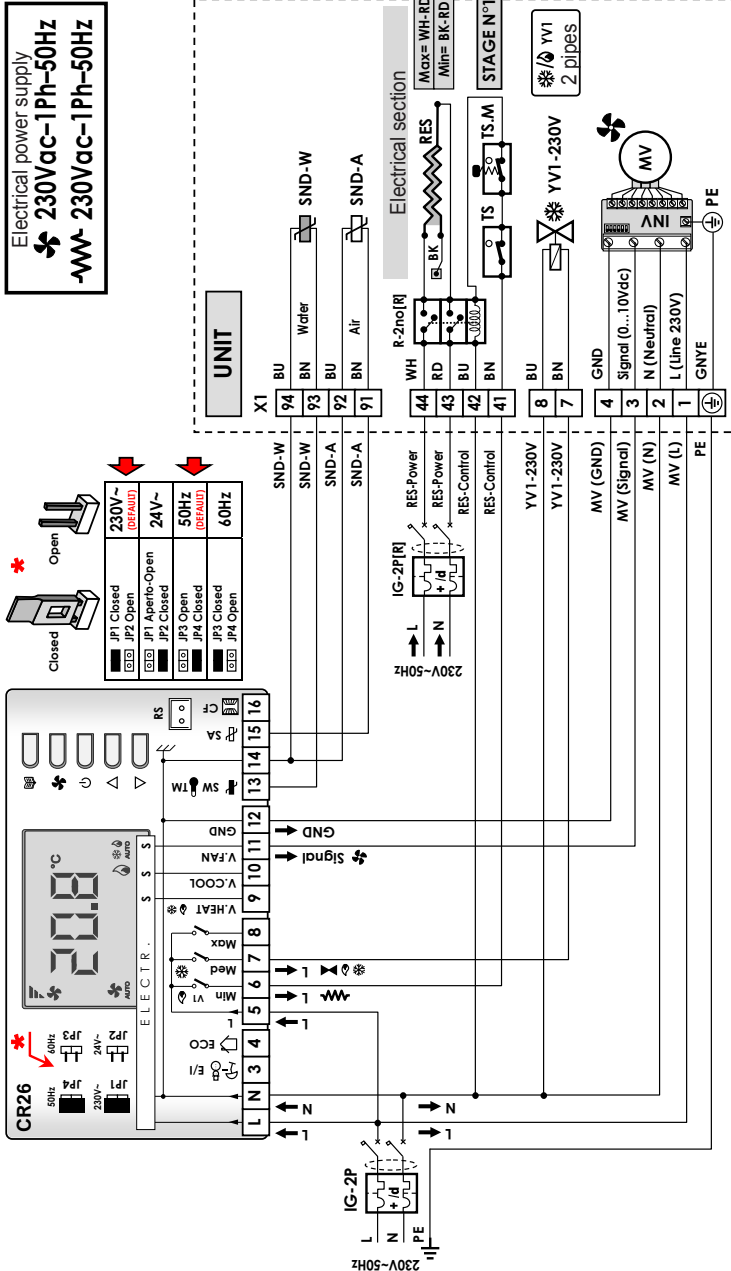 Electrical power supply
230Vac–1Ph–50Hz
230Vac–1Ph–50Hz
UNIT
X1
94
93
92
91
BU
BN
BU
BN
Water
Air
SND-W
SND-A
SND-W
SND-W
SND-A
SND-A
Electrical section
Max= WH-RD
Min= BK-RD
STAGE N°1
44
43
42
41
WH
RD
BU
BN
R-2no[R]
BK
RES
TS
TS.M
RES-Power
RES-Power
RES-Control
RES-Control
IG-2P[R]
+/d
L
N
230V~50Hz
YV1
2 pipes
8
7
BU
BN
YV1-230V
YV1-230V
YV1-230V
4
3
2
1
GND
Signal (0...10Vdc)
N (Neutral)
L (Line 230V)
GNYE
PE
INV
MV
MV (GND)
MV (Signal)
MV (N)
MV (L)
PE
*
Closed
Open
JP1 Closed
JP2 Open
230V~
(DEFAULT)
JP1 Aperto-Open
JP2 Closed
24V~
JP3 Open
JP4 Closed
50Hz
(DEFAULT)
JP3 Closed
JP4 Open
60Hz
CR26
*
50Hz
60Hz
JP4
JP3
230V~
24V~
JP1
JP2
AUTO
20.8
°C
AUTO
ELECTR.
S
S
S
RS
L
N
3
4
5
6
7
8
9
10
11
12
13
14
15
16
E/I
ECO
L
Min
V1
Med
Max
V.HEAT
V.COOL
V.FAN
GND
SW
TM
SA
CF
L
N
L
L
L
Signal
GND
L
N
IG-2P
+/d
L
N
PE
230V~50Hz